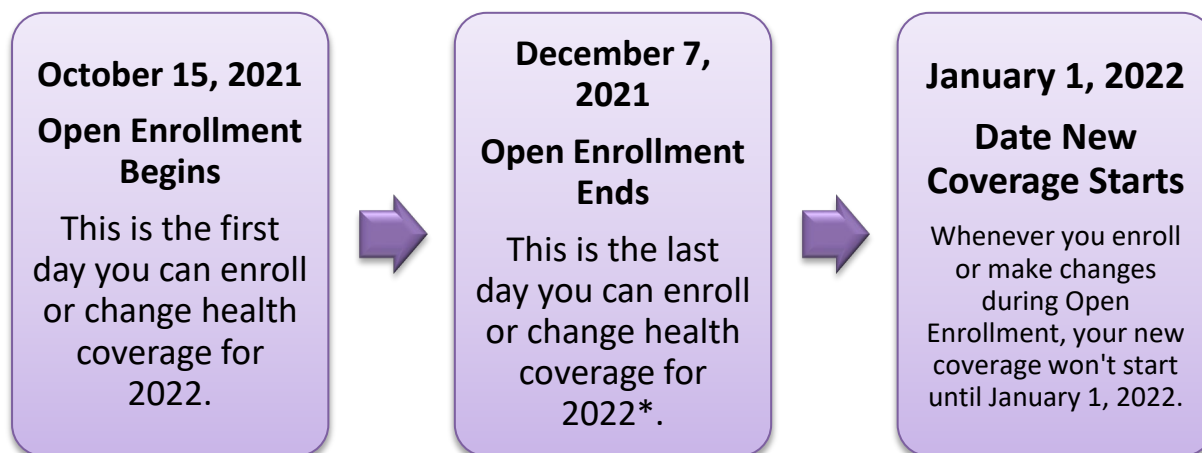 October 15, 2021
Open Enrollment
Begins
This is the first
day you can enroll
or change health
coverage for
2022.
December 7,
2021
Open Enrollment
Ends
This is the last
day you can enroll
or change health
coverage for
2022*.
January 1, 2022
Date New
Coverage Starts
Whenever you enroll
or make changes
during Open
Enrollment, your new
coverage won't start
until January 1, 2022.